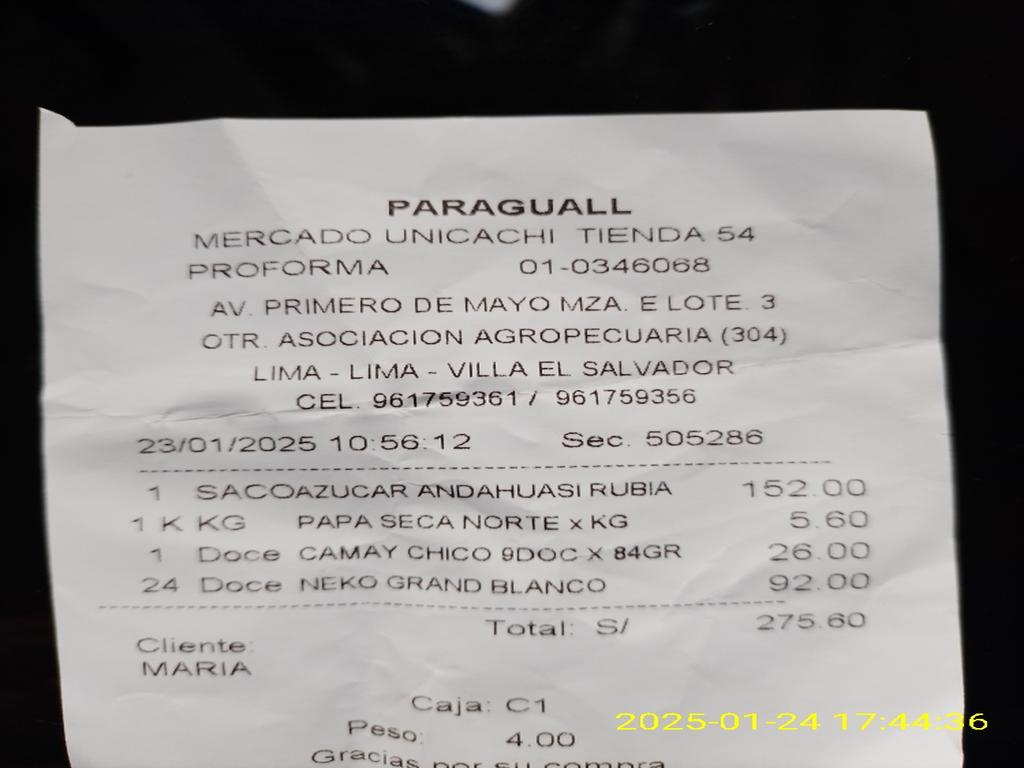 PARAGUALL
MERCADO UNICACHI TIENDA 54
PROFORMA 01-0346068
AV. PRIMERO DE MAYO MZA. E LOTE. 3
OTR. ASOCIACION AGROPECUARIA (304)
LIMA - LIMA - VILLA EL SALVADOR
CEL. 961759361 / 961759356
23/01/2025 10:56:12 Sec. 505286
1 SACOAZUCAR ANDAHUASI RUBIA 152.00
1 K KG PAPA SECA NORTE x KG 5.60
1 Doce CAMAY CHICO 9DOC X 84GR 26.00
24 Doce NEKO GRAND BLANCO 92.00
Total: S/ 275.60
Cliente:
MARIA
Caja: C1
Peso: 4.00
Gracias por su compra
2025-01-24 17:44:36